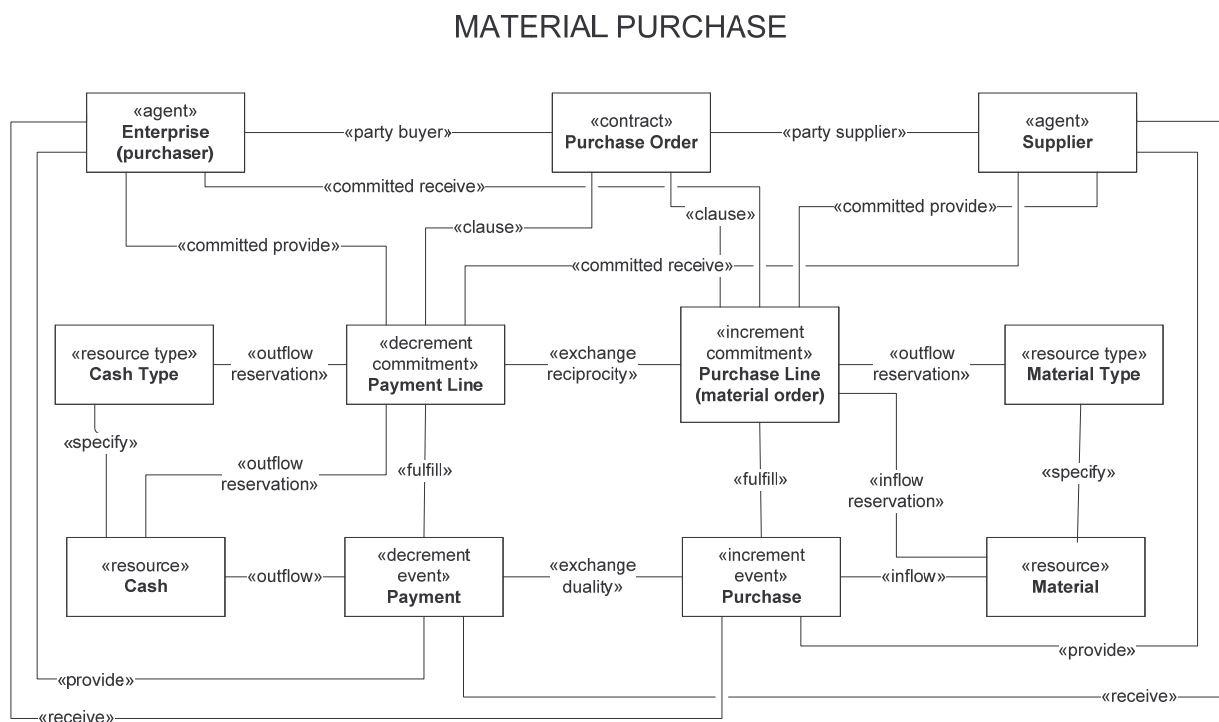 MATERIAL PURCHASE
«agent»
Enterprise
(purchaser)
«party buyer»
«contract»
Purchase Order
«party supplier»
«agent»
Supplier
«committed receive»
«clause»
«committed provide»
«clause»
«committed provide»
«committed receive»
«resource type»
Cash Type
«outflow
reservation»
«decrement
commitment»
Payment Line
«exchange
reciprocity»
«increment
commitment»
Purchase Line
(material order)
«outflow
reservation»
«resource type»
Material Type
«specify»
«outflow
reservation»
«fulfill»
«fulfill»
«inflow
reservation»
«specify»
«resource»
Cash
«outflow»
«decrement
event»
Payment
«exchange
duality»
«increment
event»
Purchase
«inflow»
«resource»
Material
«provide»
«provide»
«receive»
«receive»